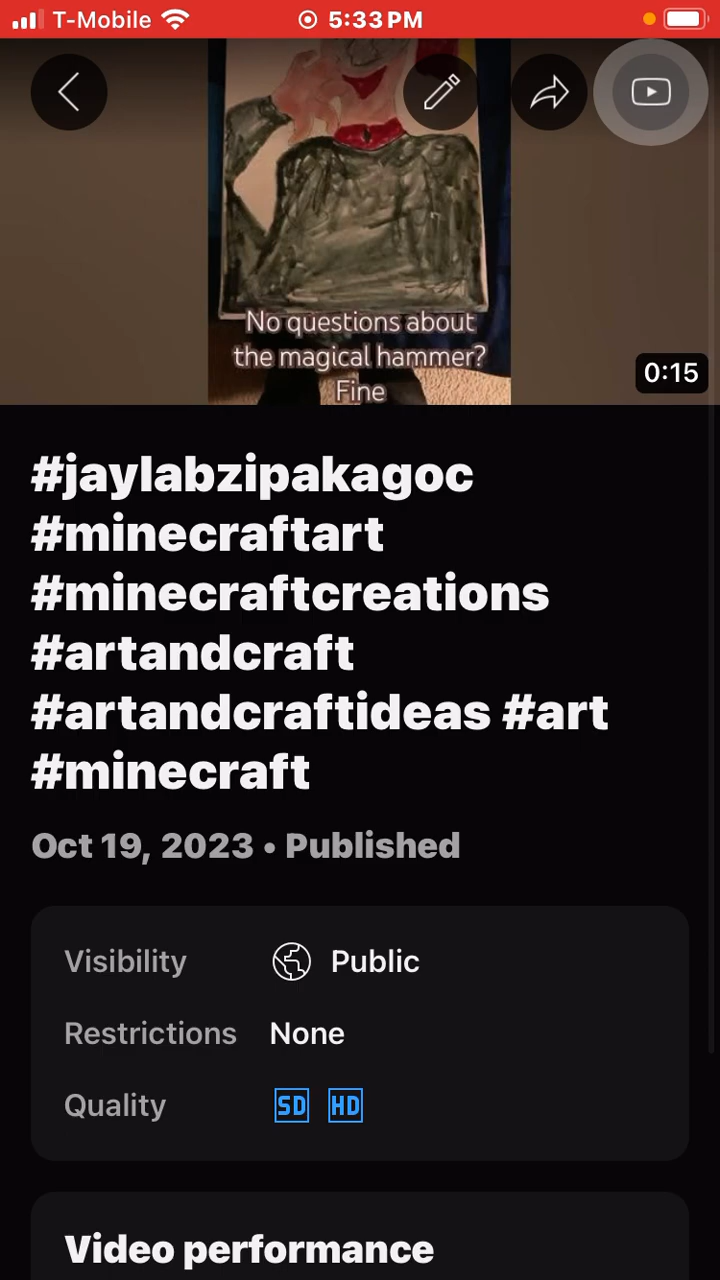 T-Mobile 5:33 PM
No questions about
the magical hammer?
Fine
0:15
#jaylabzipakagoc
#minecraftart
#minecraftcreations
#artandcraft
#artandcraftideas #art
#minecraft
Oct 19, 2023 • Published
Visibility Public
Restrictions None
Quality SD HD
Video performance